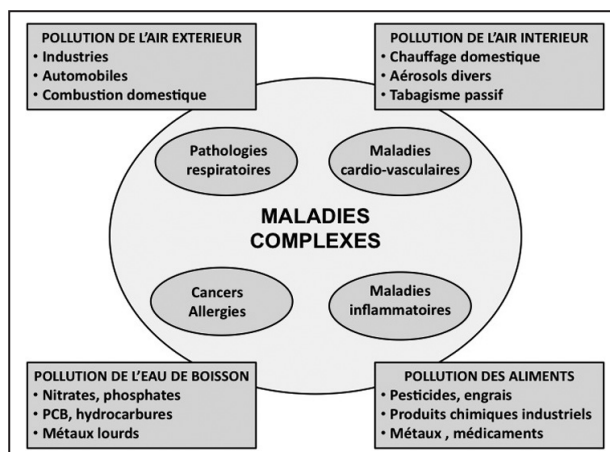 POLLUTION DE L'AIR EXTERIEUR
• Industries
• Automobiles
• Combustion domestique
POLLUTION DE L'AIR INTERIEUR
• Chauffage domestique
• Aérosols divers
• Tabagisme passif
Pathologies
respiratoires
Maladies
cardio-vasculaires
MALADIES
COMPLEXES
Cancers
Allergies
Maladies
inflammatoires
POLLUTION DE L'EAU DE BOISSON
• Nitrates, phosphates
• PCB, hydrocarbures
• Métaux lourds
POLLUTION DES ALIMENTS
• Pesticides, engrais
• Produits chimiques industriels
• Métaux , médicaments